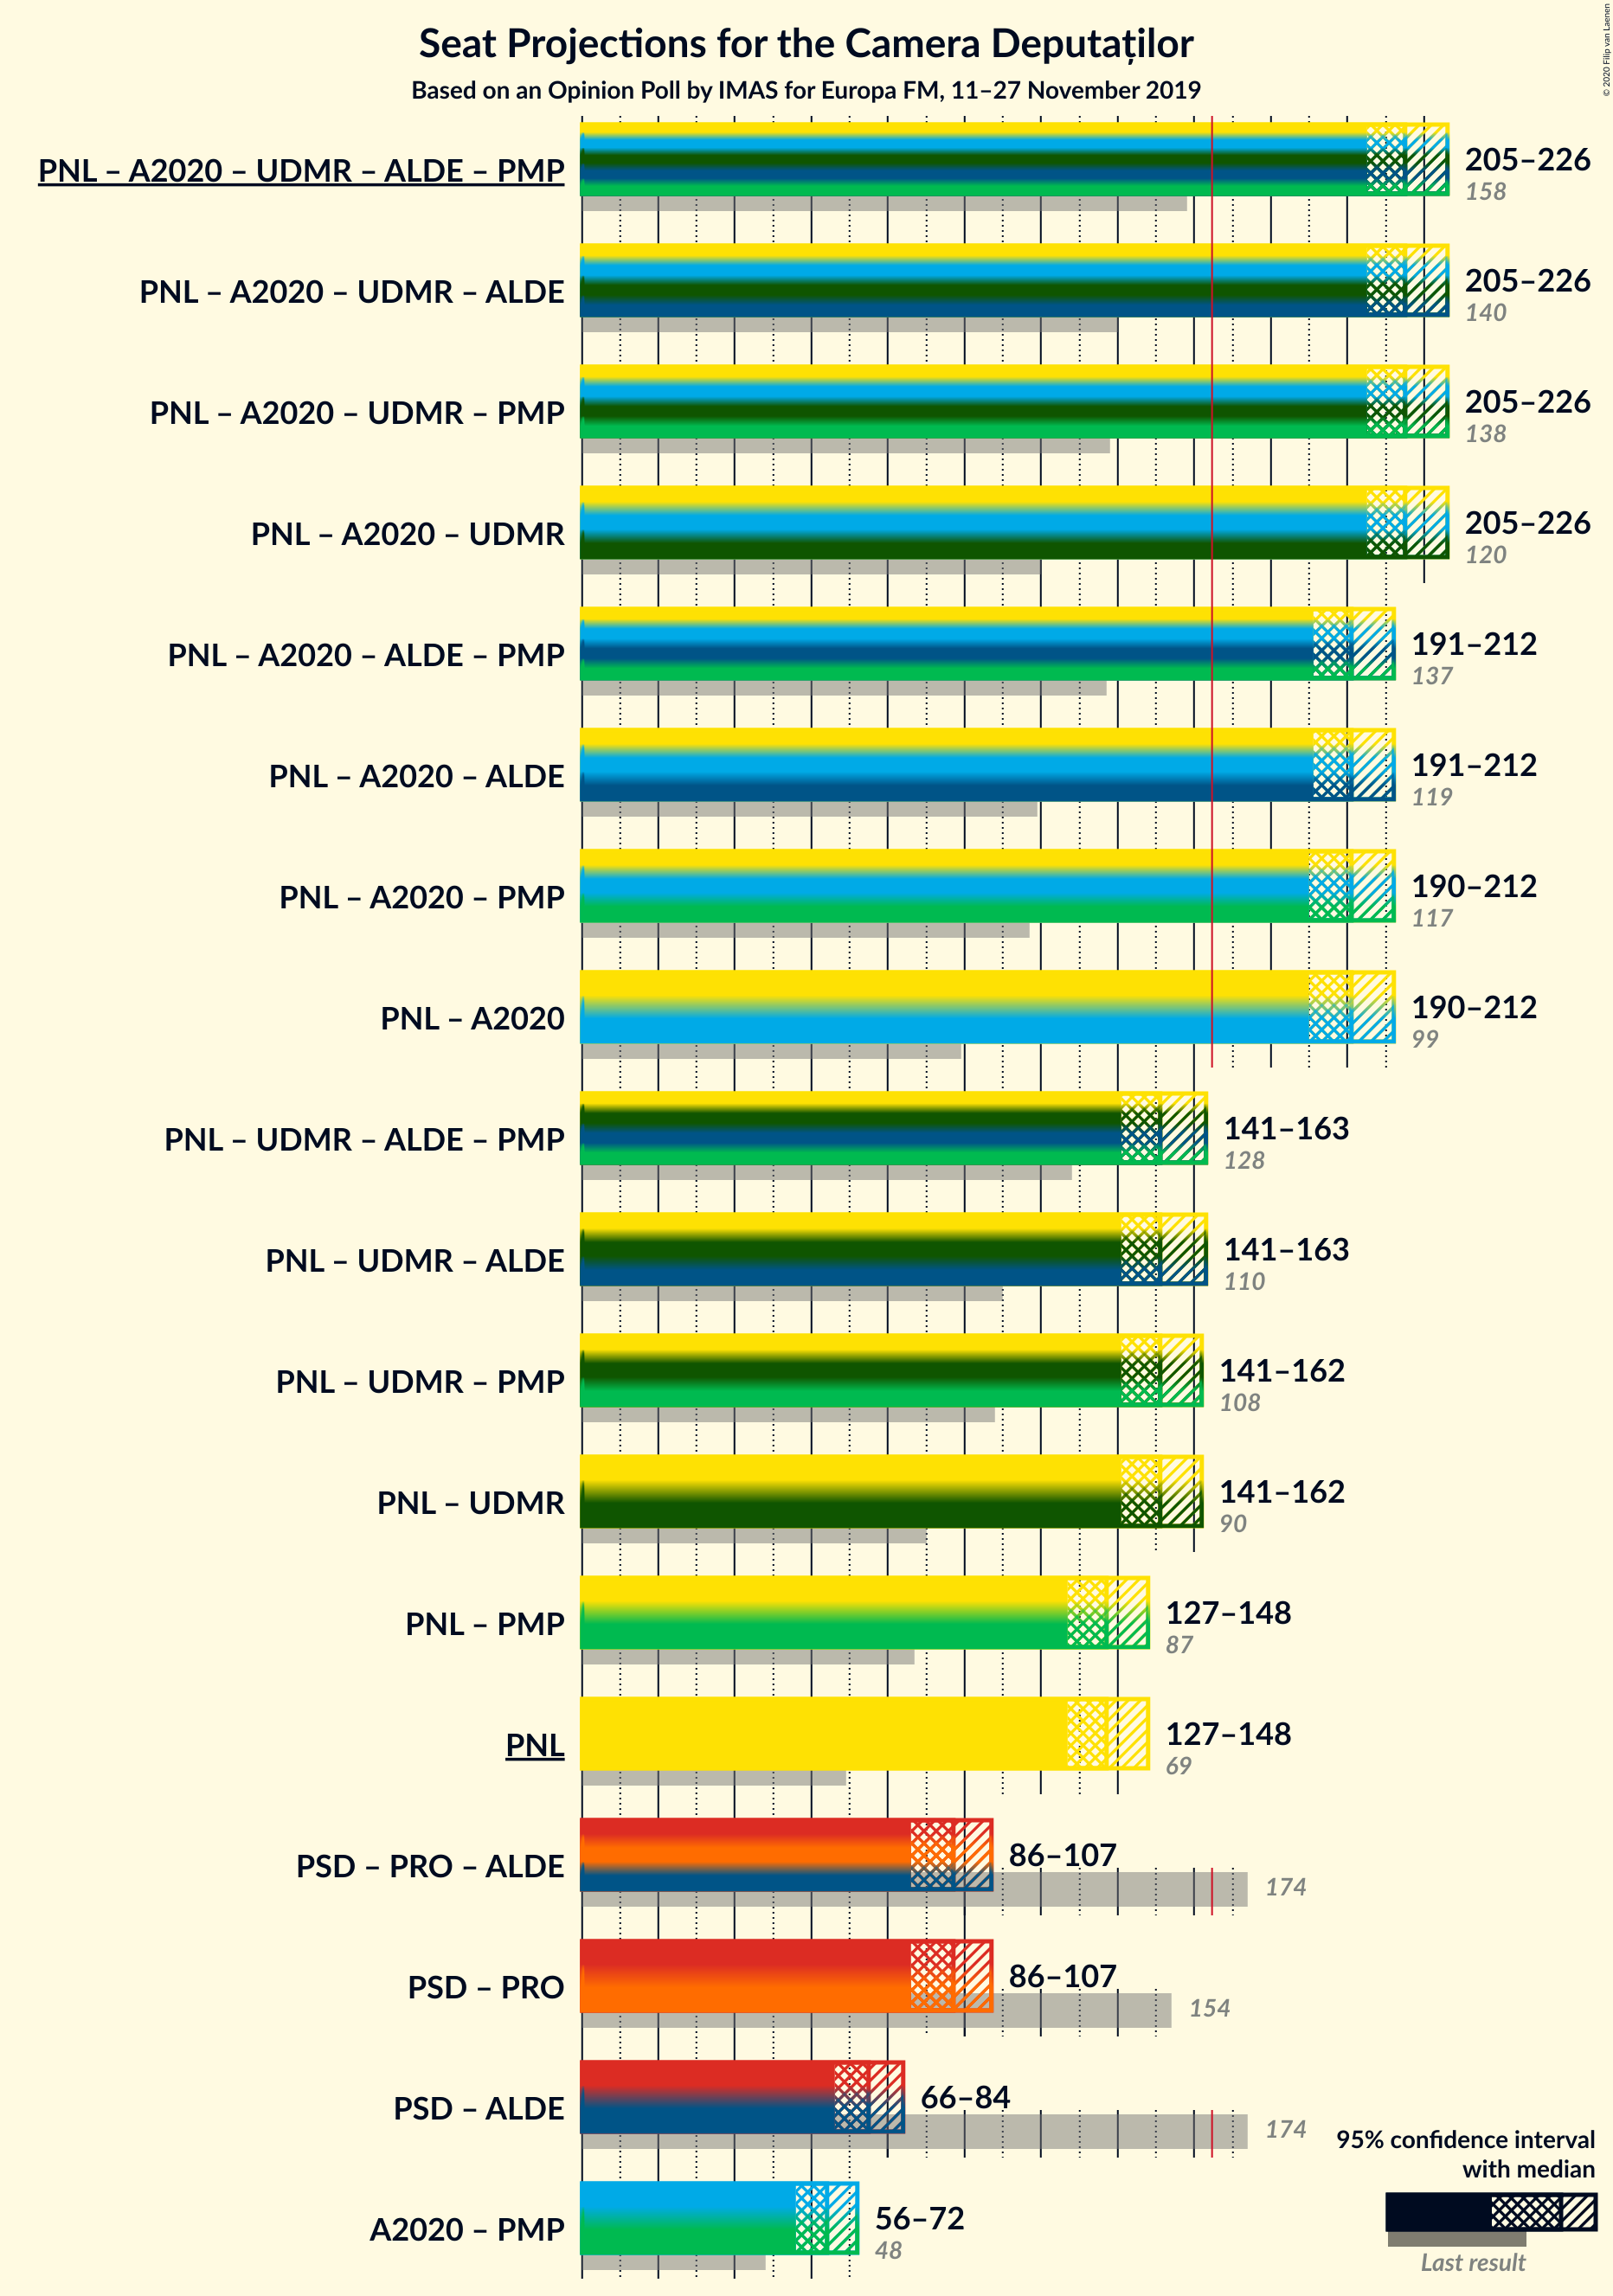 Seat Projections for the Camera Deputaților
Based on an Opinion Poll by IMAS for Europa FM, 11–27 November 2019
© 2020 Filip van Laenen
PNL – A2020 – UDMR – ALDE – PMP
205–226
158
PNL – A2020 – UDMR – ALDE
205–226
140
PNL – A2020 – UDMR – PMP
205–226
138
PNL – A2020 – UDMR
205–226
120
PNL – A2020 – ALDE – PMP
191–212
137
PNL – A2020 – ALDE
191–212
119
PNL – A2020 – PMP
190–212
117
PNL – A2020
190–212
99
PNL – UDMR – ALDE – PMP
141–163
128
PNL – UDMR – ALDE
141–163
110
PNL – UDMR – PMP
141–162
108
PNL – UDMR
141–162
90
PNL – PMP
127–148
87
PNL
127–148
69
PSD – PRO – ALDE
86–107
174
PSD – PRO
86–107
154
PSD – ALDE
66–84
174
A2020 – PMP
56–72
48
95% confidence interval
with median
Last result